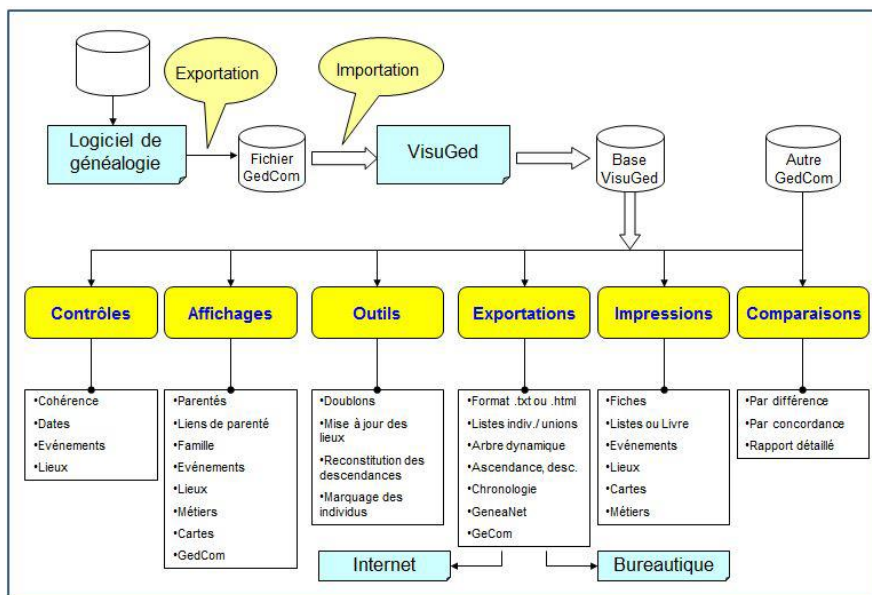 Exportation
Importation
Logiciel de
généalogie
Fichier
GedCom
VisuGed
Base
VisuGed
Autre
GedCom
Contrôles
Affichages
Outils
Exportations
Impressions
Comparaisons
•Cohérence
•Dates
•Evénements
•Lieux
•Parentés
•Liens de parenté
•Famille
•Evénements
•Lieux
•Métiers
•Cartes
•GedCom
•Doublons
•Mise à jour des
lieux
•Reconstitution des
descendances
•Marquage des
individus
•Format .txt ou .html
•Listes indiv./ unions
•Arbre dynamique
•Ascendance, desc.
•Chronologie
•GeneaNet
•GeCom
•Fiches
•Listes ou Livre
•Evénements
•Lieux
•Cartes
•Métiers
•Par différence
•Par concordance
•Rapport détaillé
Internet
Bureautique